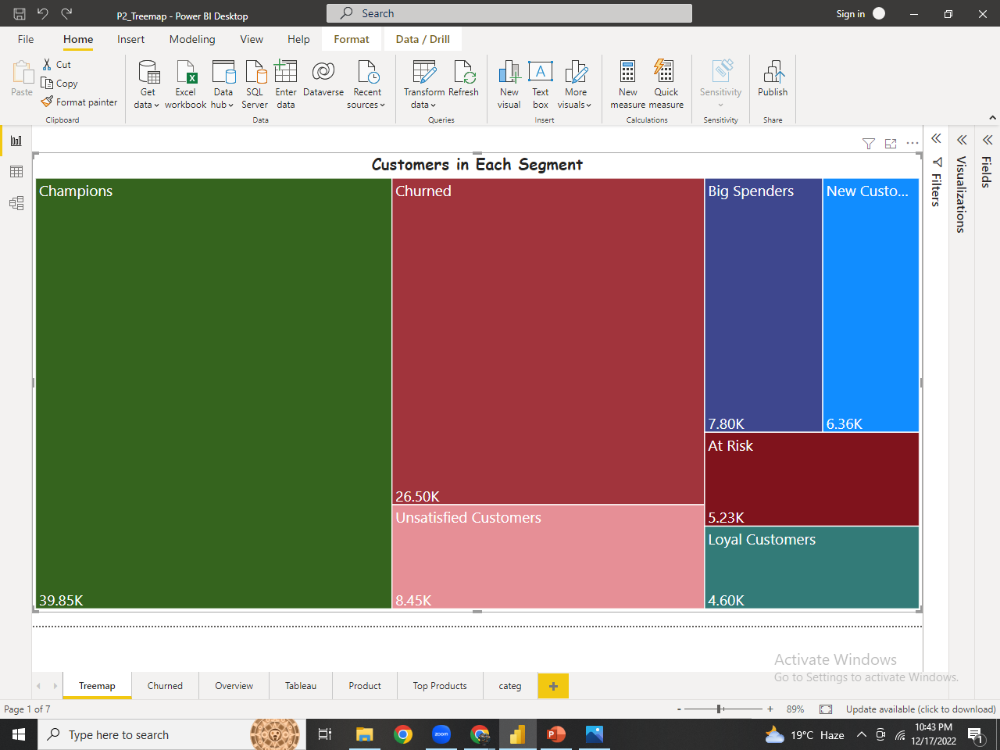 P2_Treemap - Power BI Desktop
Search
Sign in
File Home Insert Modeling View Help Format Data / Drill
Paste
Cut
Copy
Format painter
Clipboard
Get data
Excel workbook
Data hub
SQL Server
Enter data
Dataverse
Recent sources
Data
Transform data
Refresh
Queries
New visual
Text box
More visuals
Insert
New measure
Quick measure
Calculations
Sensitivity
Sensitivity
Publish
Share
Customers in Each Segment
Champions
39.85K
Churned
26.50K
Unsatisfied Customers
8.45K
Big Spenders
7.80K
New Custo...
6.36K
At Risk
5.23K
Loyal Customers
4.60K
Filters
Visualizations
Fields
Activate Windows
Go to Settings to activate Windows.
Treemap Churned Overview Tableau Product Top Products categ
Page 1 of 7
- + 89%
Update available (click to download)
Type here to search
zoom
19°C Haze
10:43 PM
12/17/2022
1